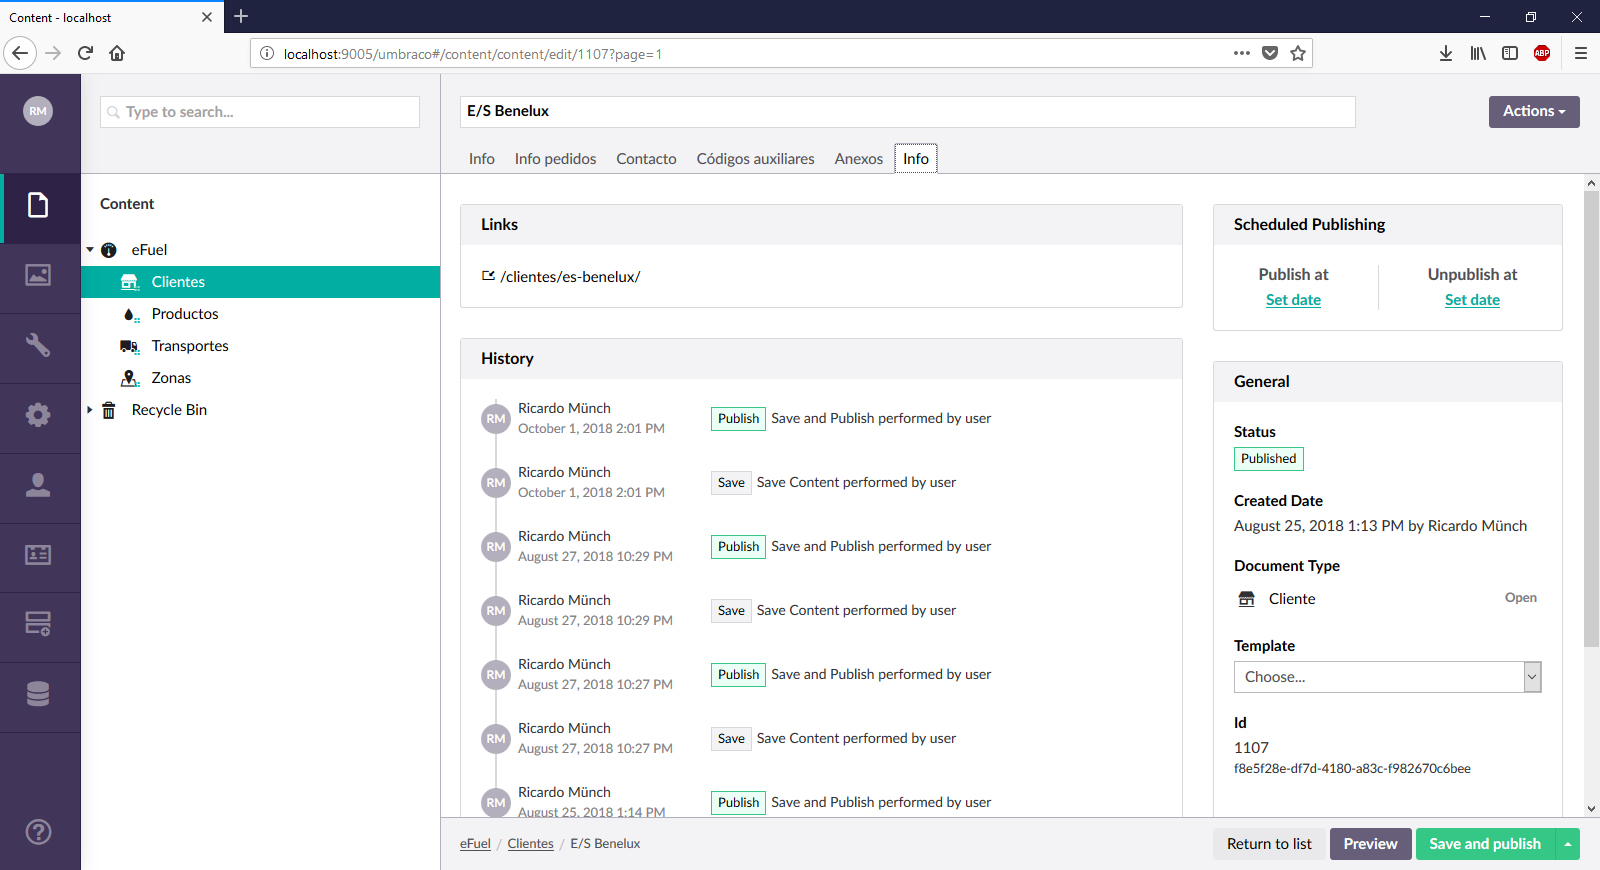 Content - localhost
localhost:9005/umbraco#/content/content/edit/1107?page=1
ABP
RM
Type to search...
E/S Benelux
Actions
Info
Info pedidos
Contacto
Códigos auxiliares
Anexos
Info
Content
eFuel
Clientes
Productos
Transportes
Zonas
Recycle Bin
Links
/clientes/es-benelux/
History
RM
Ricardo Münch
October 1, 2018 2:01 PM
Publish
Save and Publish performed by user
RM
Ricardo Münch
October 1, 2018 2:01 PM
Save
Save Content performed by user
RM
Ricardo Münch
August 27, 2018 10:29 PM
Publish
Save and Publish performed by user
RM
Ricardo Münch
August 27, 2018 10:29 PM
Save
Save Content performed by user
RM
Ricardo Münch
August 27, 2018 10:27 PM
Publish
Save and Publish performed by user
RM
Ricardo Münch
August 27, 2018 10:27 PM
Save
Save Content performed by user
RM
Ricardo Münch
August 25, 2018 1:14 PM
Publish
Save and Publish performed by user
Scheduled Publishing
Publish at
Set date
Unpublish at
Set date
General
Status
Published
Created Date
August 25, 2018 1:13 PM by Ricardo Münch
Document Type
Cliente
Open
Template
Choose...
Id
1107
f8e5f28e-df7d-4180-a83c-f982670c6bee
eFuel / Clientes / E/S Benelux
Return to list
Preview
Save and publish